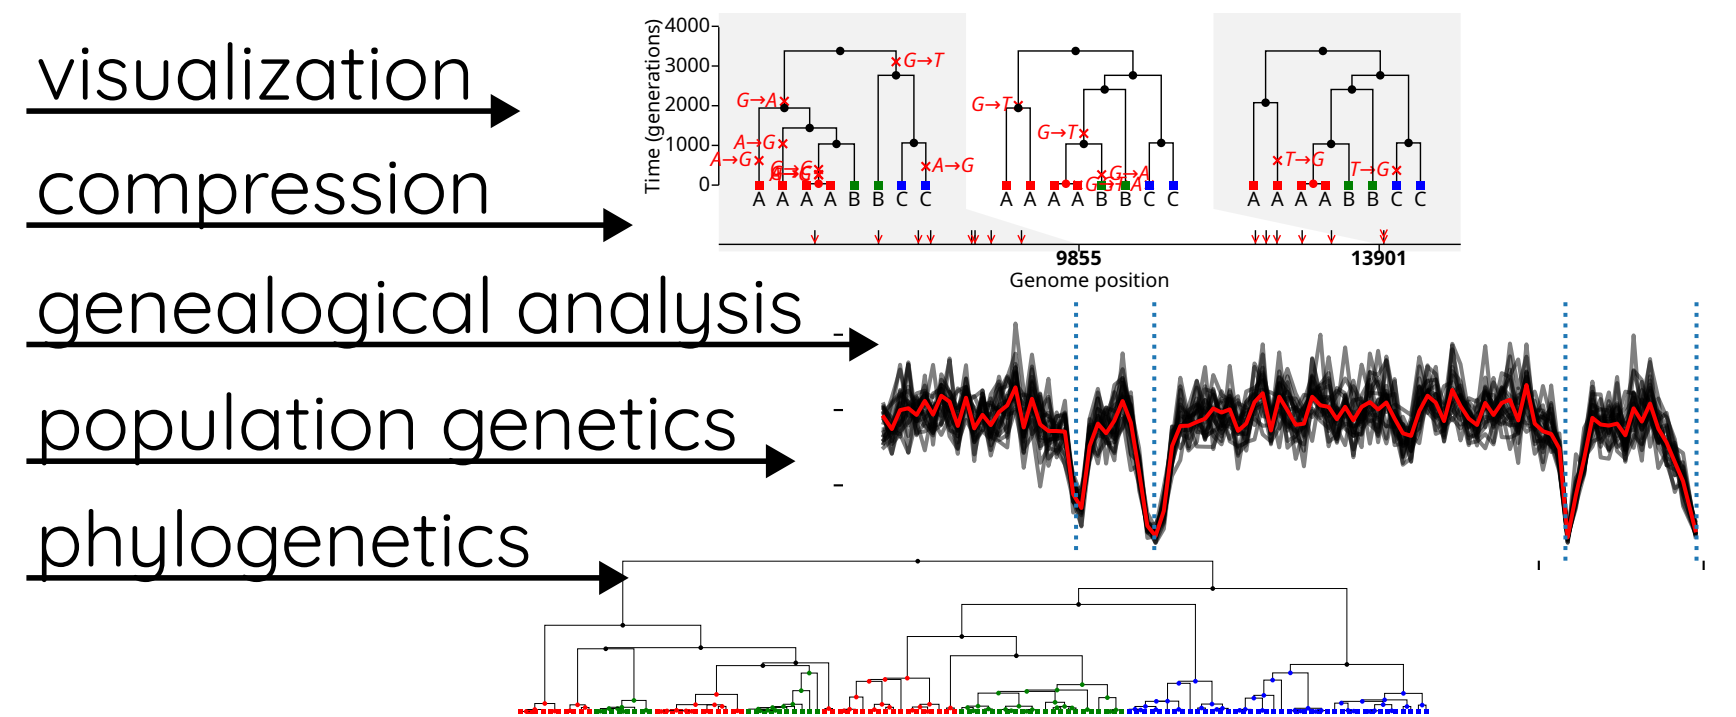 visualization
compression
genealogical analysis
population genetics
phylogenetics
Time (generations)
4000
3000
2000
1000
0
G→T
G→A
A→G
A→G
A→G
A A A A B B C C
G→T
G→T
G→A
A A A A B B C C
T→G
T→G
A A A A B B C C
9855 13901
Genome position